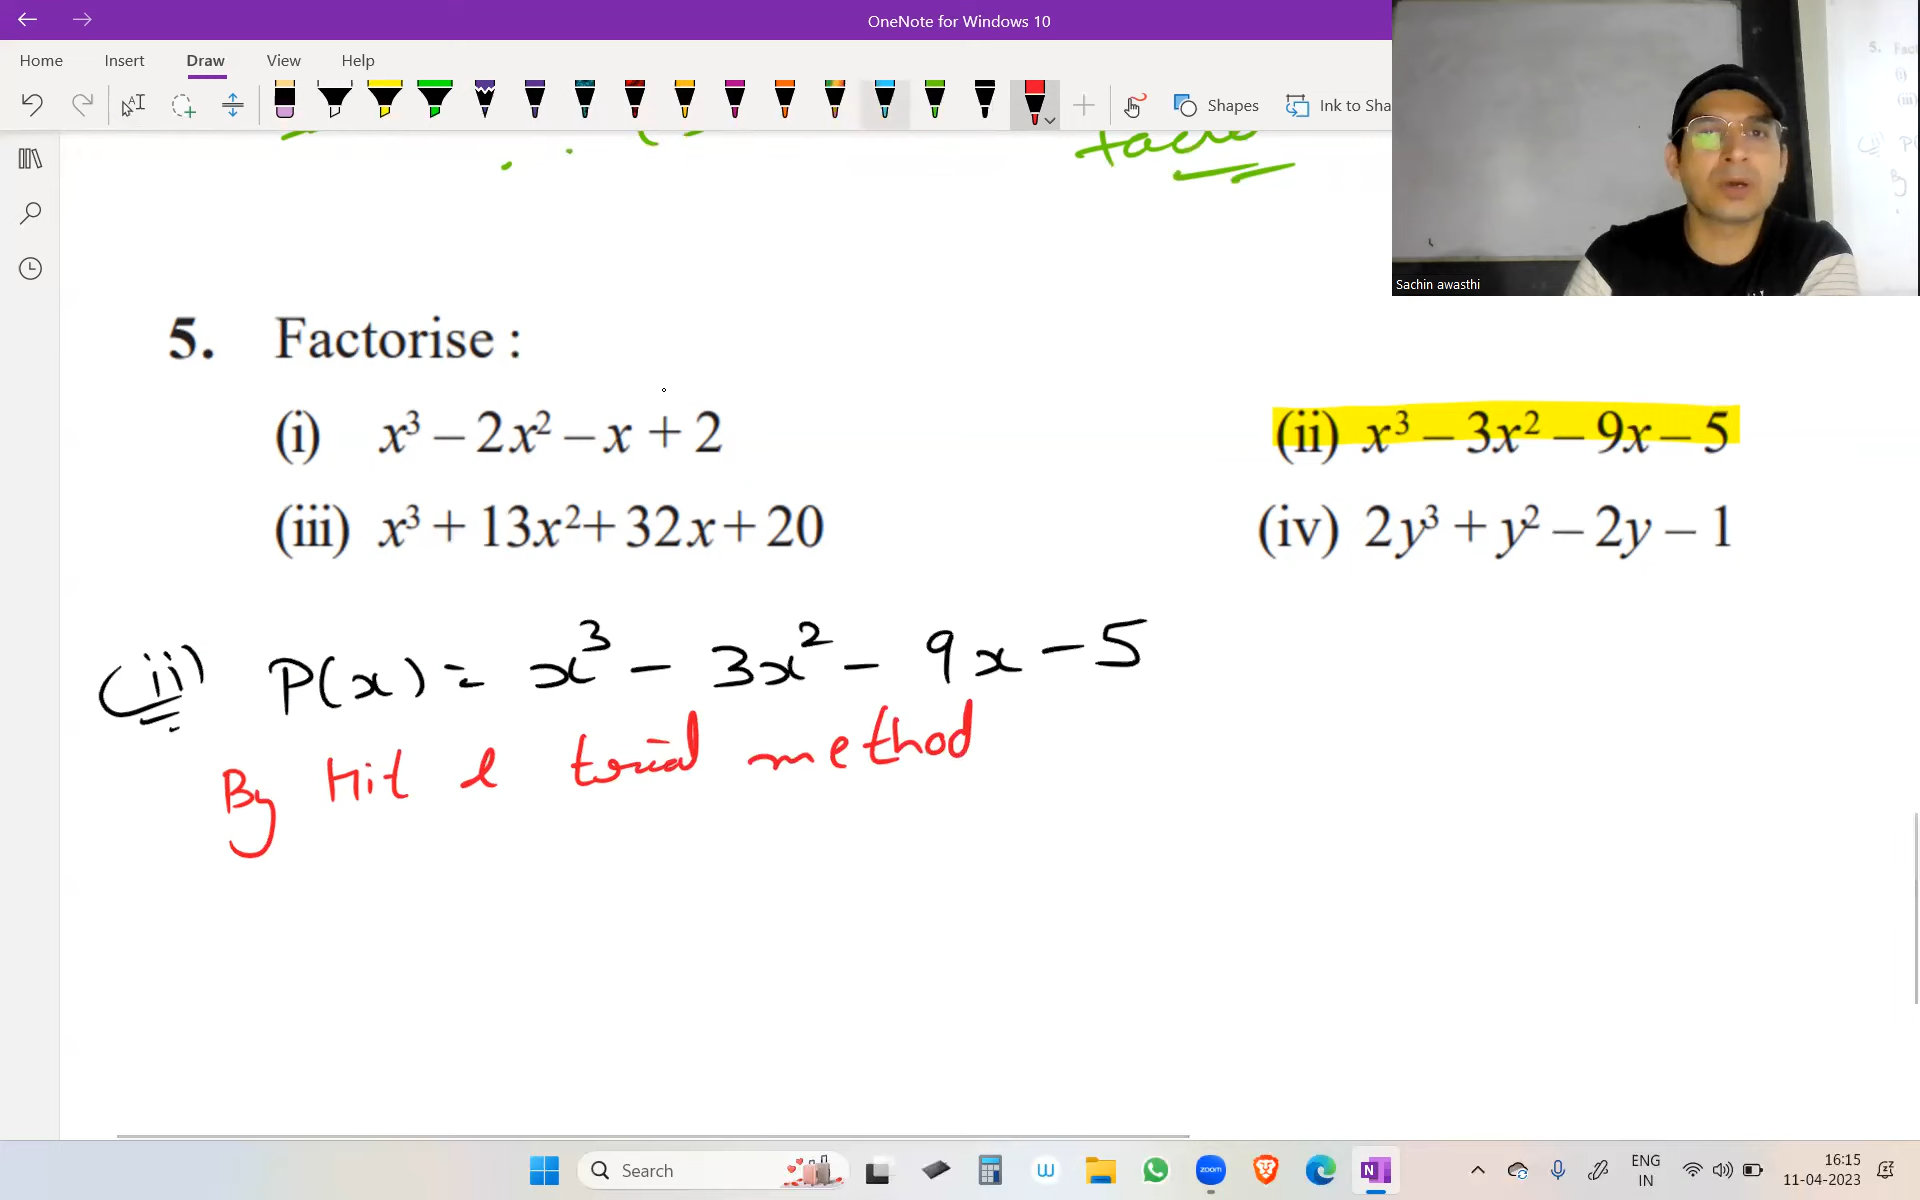 OneNote for Windows 10
Home Insert Draw View Help
Shapes Ink to Sha
Sachin awasthi
5. Factorise :
(i) x³ – 2x² – x + 2 (ii) x³ – 3x² – 9x – 5
(iii) x³ + 13x² + 32x + 20 (iv) 2y³ + y² – 2y – 1
(ii) P(x) = x³ – 3x² – 9x – 5
By Hit & trial method
Search
zoom
ENG
IN
16:15
11-04-2023